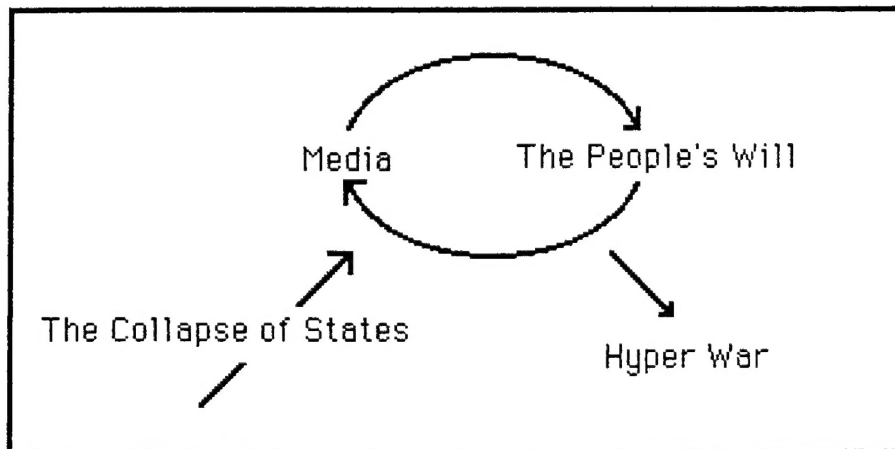 Media
The People's Will
The Collapse of States
Hyper War